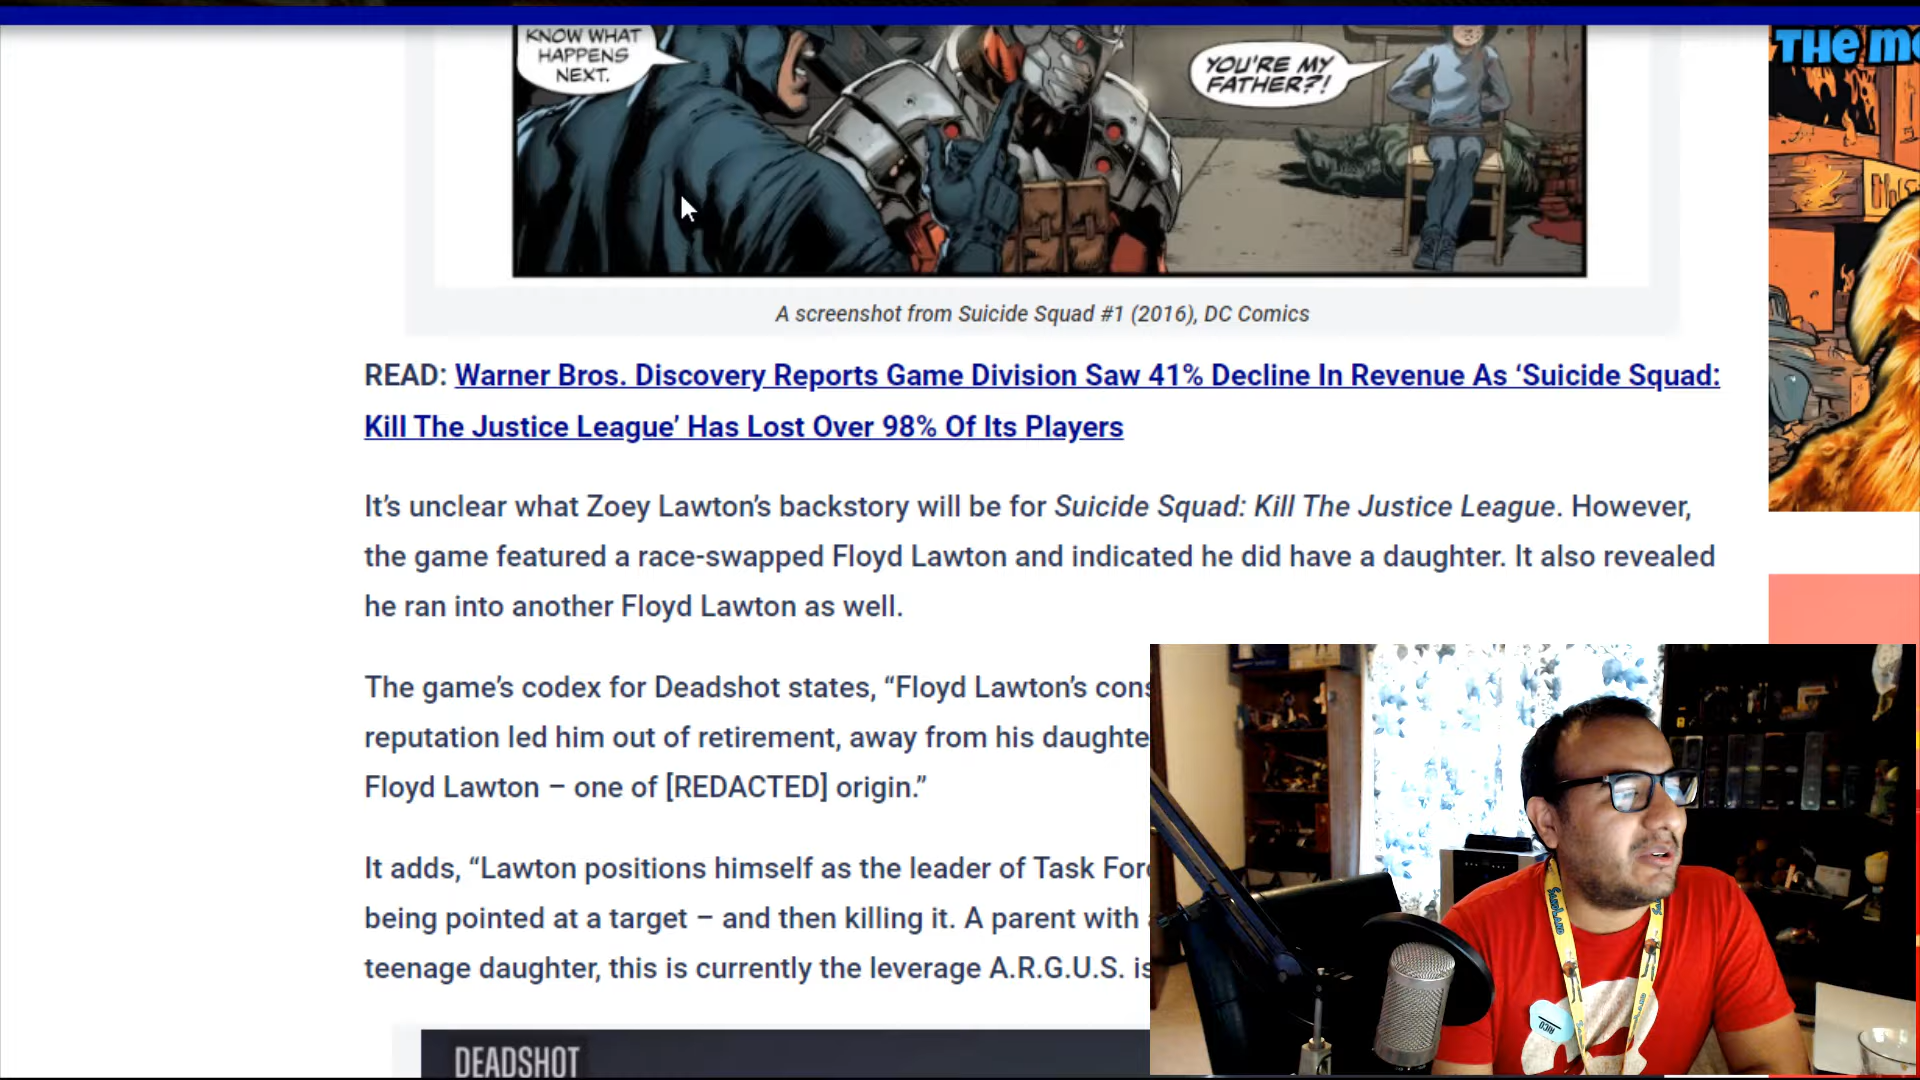 THE
KNOW WHAT
HAPPENS
NEXT.
YOU'RE MY
FATHER?!
A screenshot from Suicide Squad #1 (2016), DC Comics
READ: Warner Bros. Discovery Reports Game Division Saw 41% Decline In Revenue As ‘Suicide Squad:
Kill The Justice League’ Has Lost Over 98% Of Its Players
It’s unclear what Zoey Lawton’s backstory will be for Suicide Squad: Kill The Justice League. However,
the game featured a race-swapped Floyd Lawton and indicated he did have a daughter. It also revealed
he ran into another Floyd Lawton as well.
The game’s codex for Deadshot states, “Floyd Lawton’s cons
reputation led him out of retirement, away from his daughte
Floyd Lawton – one of [REDACTED] origin.”
It adds, “Lawton positions himself as the leader of Task Forc
being pointed at a target – and then killing it. A parent with
teenage daughter, this is currently the leverage A.R.G.U.S. is
DEADSHOT
RICO